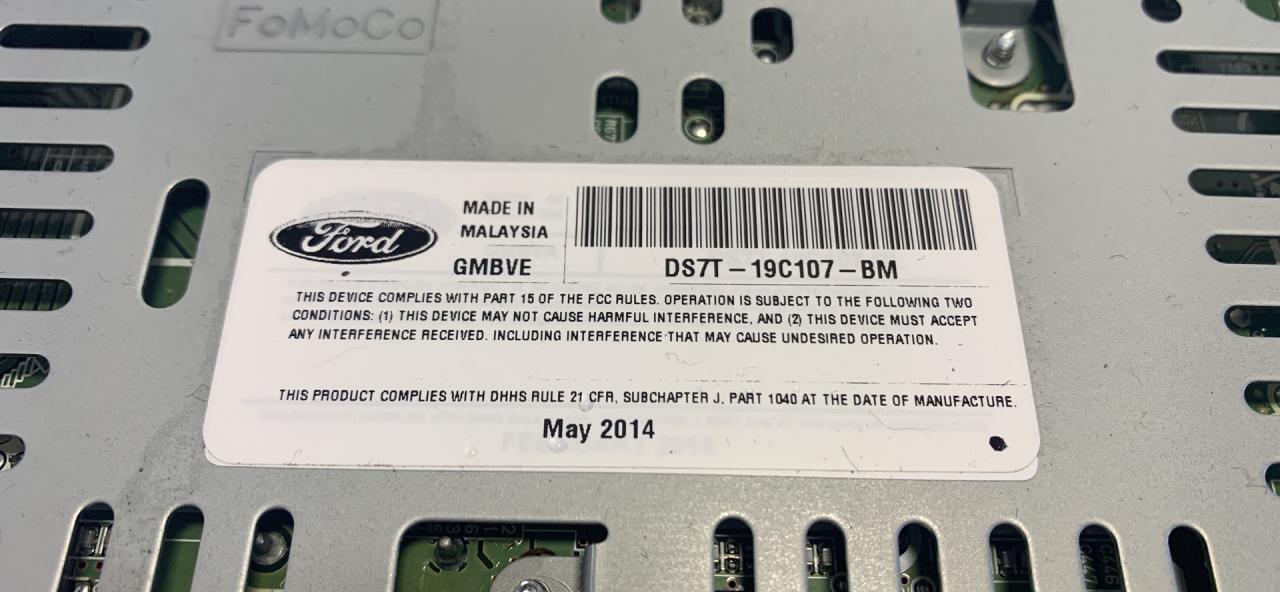 FoMoCo
Ford
MADE IN
MALAYSIA
GMBVE
DS7T-19C107-BM
THIS DEVICE COMPLIES WITH PART 15 OF THE FCC RULES. OPERATION IS SUBJECT TO THE FOLLOWING TWO
CONDITIONS: (1) THIS DEVICE MAY NOT CAUSE HARMFUL INTERFERENCE, AND (2) THIS DEVICE MUST ACCEPT
ANY INTERFERENCE RECEIVED. INCLUDING INTERFERENCE THAT MAY CAUSE UNDESIRED OPERATION.
THIS PRODUCT COMPLIES WITH DHHS RULE 21 CFR, SUBCHAPTER J, PART 1040 AT THE DATE OF MANUFACTURE.
May 2014
C446
C447